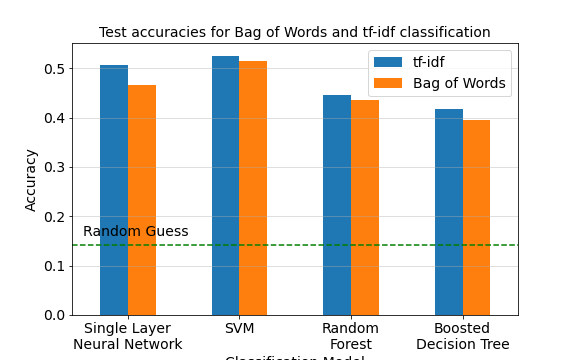 Test accuracies for Bag of Words and tf-idf classification
tf-idf
Bag of Words
0.5
0.4
0.3
0.2
0.1
0.0
Accuracy
Random Guess
Single Layer
Neural Network
SVM
Random
Forest
Boosted
Decision Tree
Classification Model